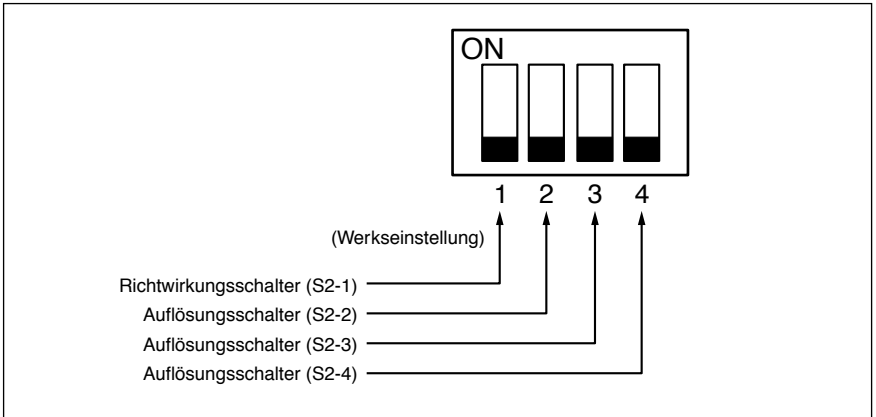 ON
1 2 3 4
(Werkseinstellung)
Richtwirkungsschalter (S2-1)
Auflösungsschalter (S2-2)
Auflösungsschalter (S2-3)
Auflösungsschalter (S2-4)